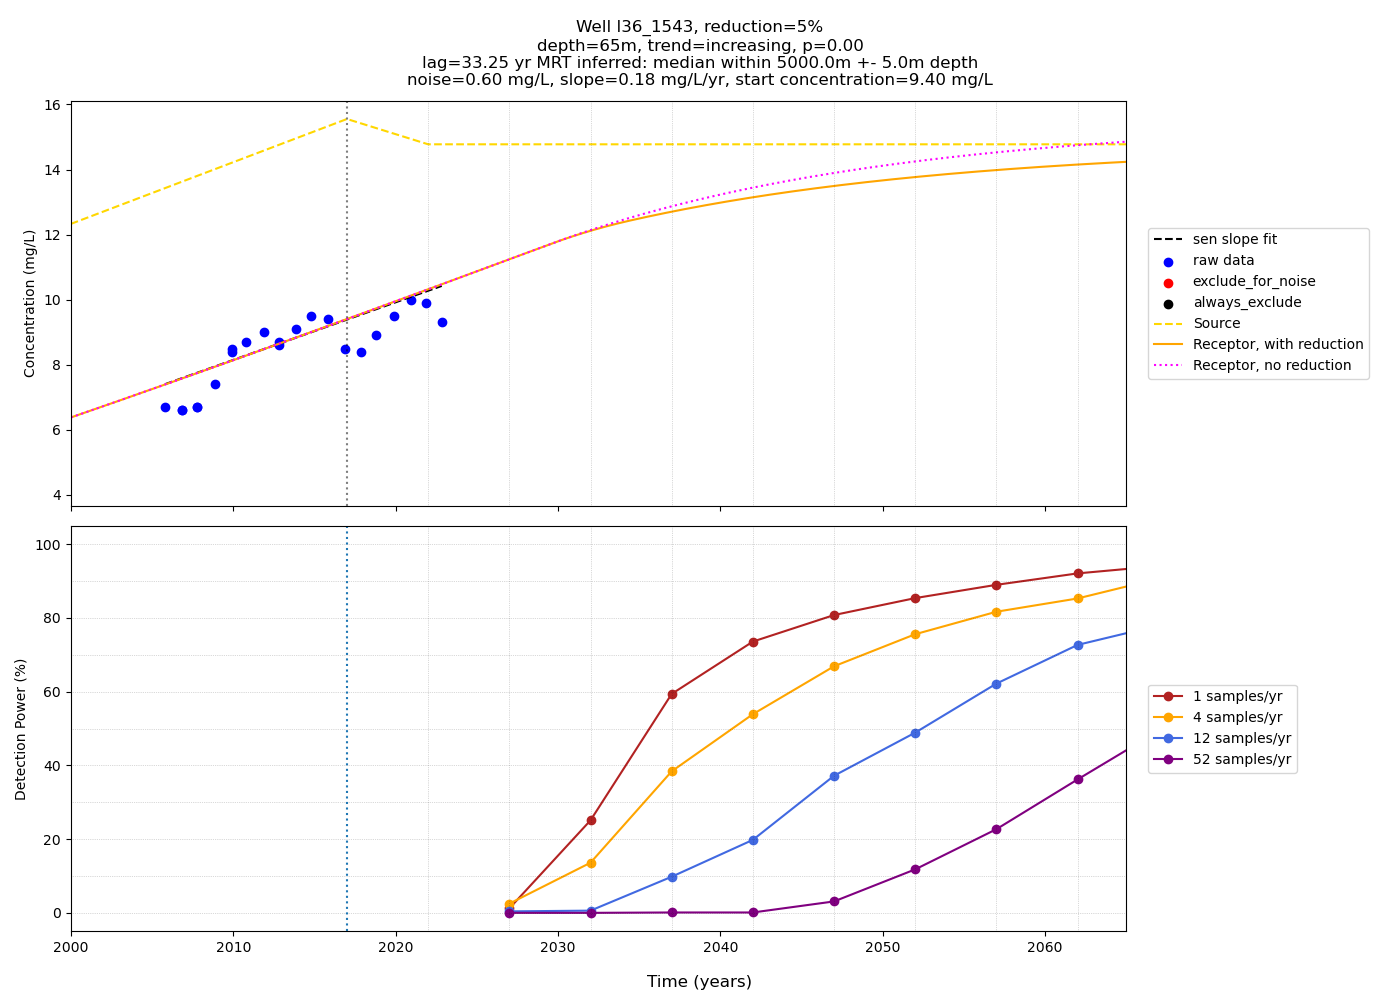 Well l36_1543, reduction=5%
depth=65m, trend=increasing, p=0.00
lag=33.25 yr MRT inferred: median within 5000.0m +- 5.0m depth
noise=0.60 mg/L, slope=0.18 mg/L/yr, start concentration=9.40 mg/L
Concentration (mg/L)
16
14
12
10
8
6
4
sen slope fit
raw data
exclude_for_noise
always_exclude
Source
Receptor, with reduction
Receptor, no reduction
Detection Power (%)
100
80
60
40
20
0
1 samples/yr
4 samples/yr
12 samples/yr
52 samples/yr
2000
2010
2020
2030
2040
2050
2060
Time (years)